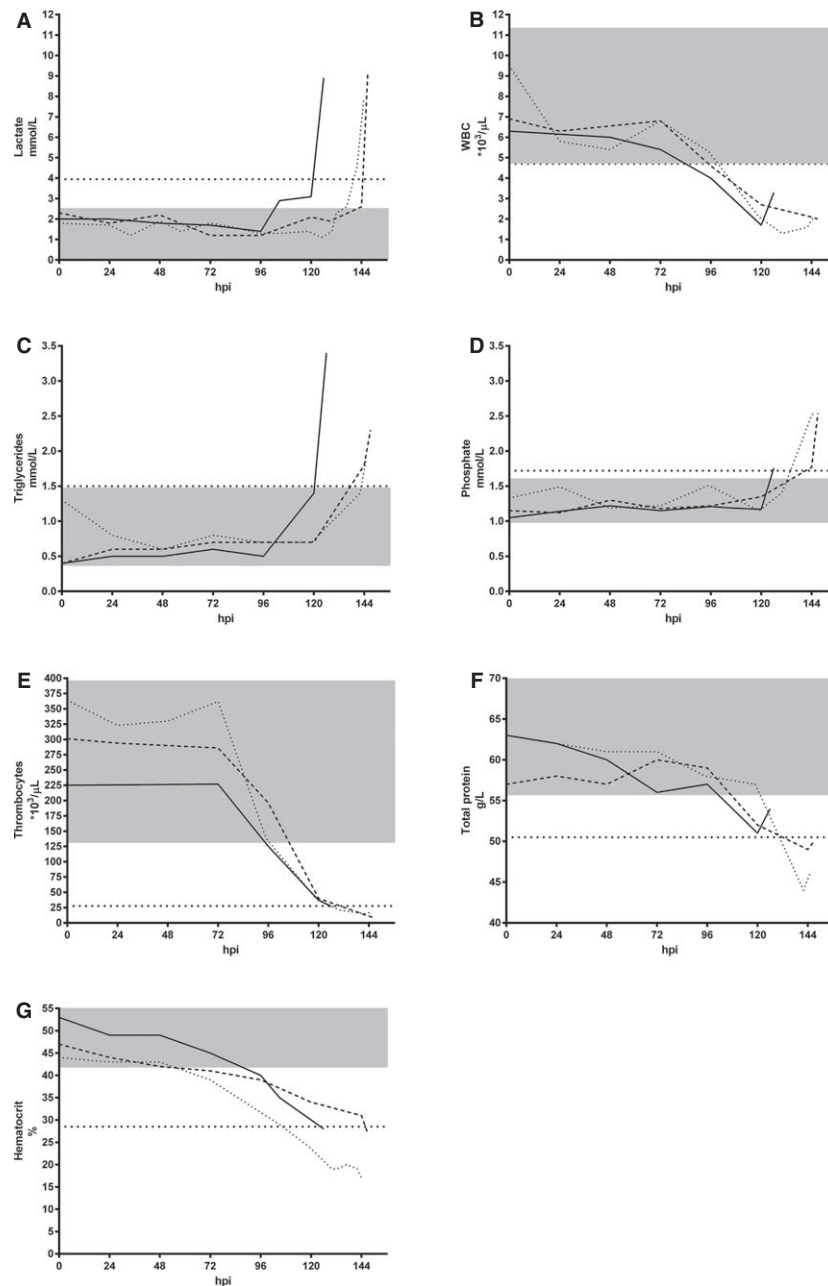 A
Lactate
mmol/L
12
11
10
9
8
7
6
5
4
3
2
1
0
0 24 48 72 96 120 144
hpi
B
WBC
*10³/µL
12
11
10
9
8
7
6
5
4
3
2
1
0
0 24 48 72 96 120 144
hpi
C
Triglycerides
mmol/L
3.5
3.0
2.5
2.0
1.5
1.0
0.5
0.0
0 24 48 72 96 120 144
hpi
D
Phosphate
mmol/L
3.5
3.0
2.5
2.0
1.5
1.0
0.5
0.0
0 24 48 72 96 120 144
hpi
E
Thrombocytes
*10³/µL
400
375
350
325
300
275
250
225
200
175
150
125
100
75
50
25
0
0 24 48 72 96 120 144
hpi
F
Total protein
g/L
70
65
60
55
50
45
40
0 24 48 72 96 120 144
hpi
G
Hematocrit
%
55
50
45
40
35
30
25
20
15
10
5
0
0 24 48 72 96 120 144
hpi